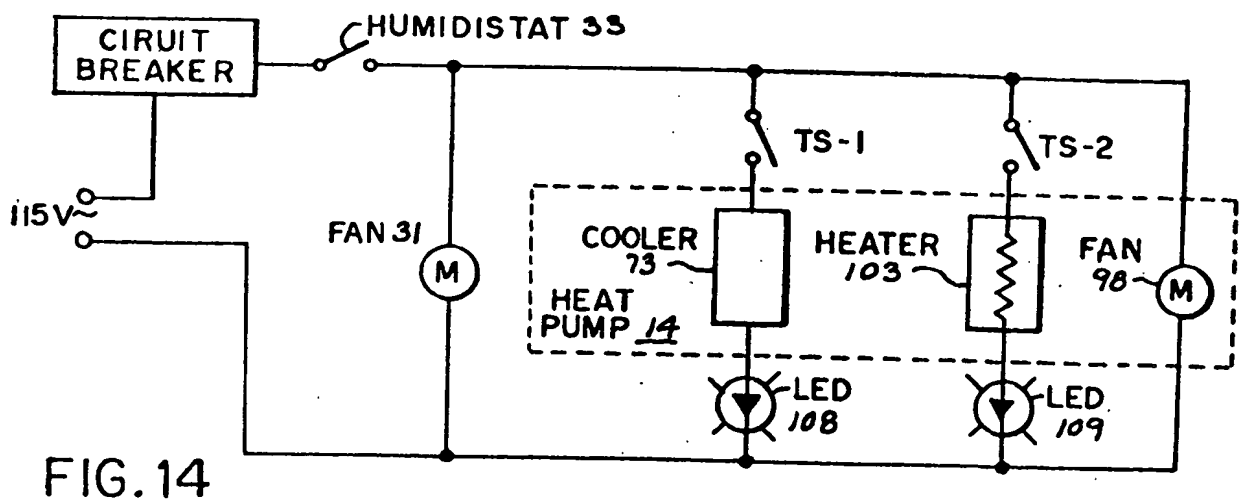 CIRUIT
BREAKER
HUMIDISTAT 33
115V~
FAN 31
M
TS-1
TS-2
COOLER
73
HEATER
103
FAN
98
M
HEAT
PUMP 14
LED
108
LED
109
FIG. 14